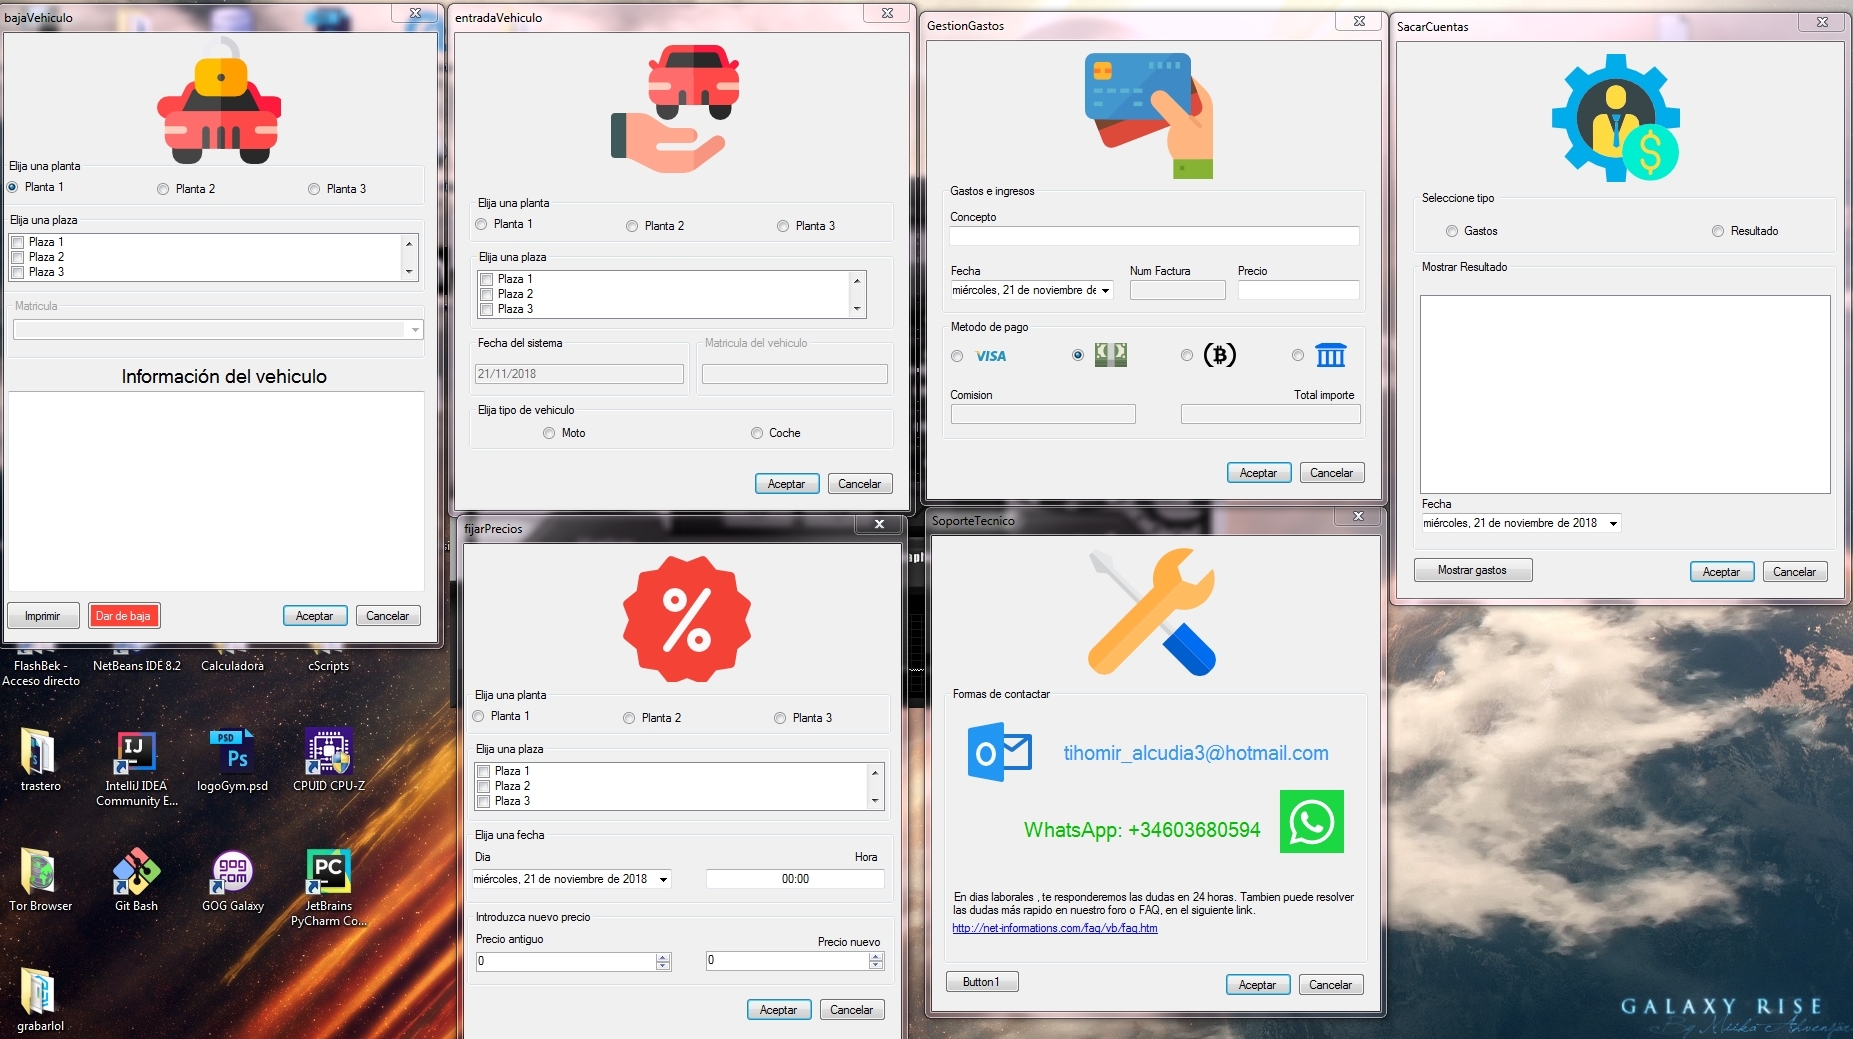 bajaVehiculo
Elija una planta
Planta 1
Planta 2
Planta 3
Elija una plaza
Plaza 1
Plaza 2
Plaza 3
Matricula
Información del vehiculo
Imprimir
Dar de baja
Aceptar
Cancelar
entradaVehiculo
Elija una planta
Planta 1
Planta 2
Planta 3
Elija una plaza
Plaza 1
Plaza 2
Plaza 3
Fecha del sistema
Matricula del vehiculo
21/11/2018
Elija tipo de vehiculo
Moto
Coche
Aceptar
Cancelar
GestionGastos
Gastos e ingresos
Concepto
Fecha
Num Factura
Precio
miércoles, 21 de noviembre de
Metodo de pago
VISA
Comision
Total importe
Aceptar
Cancelar
SacarCuentas
$
Seleccione tipo
Gastos
Resultado
Mostrar Resultado
Fecha
miércoles, 21 de noviembre de 2018
Mostrar gastos
Aceptar
Cancelar
fijarPrecios
%
Elija una planta
Planta 1
Planta 2
Planta 3
Elija una plaza
Plaza 1
Plaza 2
Plaza 3
Elija una fecha
Dia
Hora
miércoles, 21 de noviembre de 2018
00:00
Introduzca nuevo precio
Precio antiguo
Precio nuevo
0
0
Aceptar
Cancelar
SoporteTecnico
Formas de contactar
tihomir_alcudia3@hotmail.com
WhatsApp: +34603680594
En dias laborales , te responderemos las dudas en 24 horas. Tambien puede resolver
las dudas más rapido en nuestro foro o FAQ, en el siguiente link.
http://net-informations.com/faq/vb/faq.htm
Button1
Aceptar
Cancelar
FlashBek -
Acceso directo
NetBeans IDE 8.2
Calculadora
cScripts
trastero
IJ
IntelliJ IDEA
Community E...
PSD
Ps
logoGym.psd
CPUID CPU-Z
Tor Browser
Git Bash
GOG
COM
GOG Galaxy
PC
JetBrains
PyCharm Co...
grabarlol
GALAXY RISE